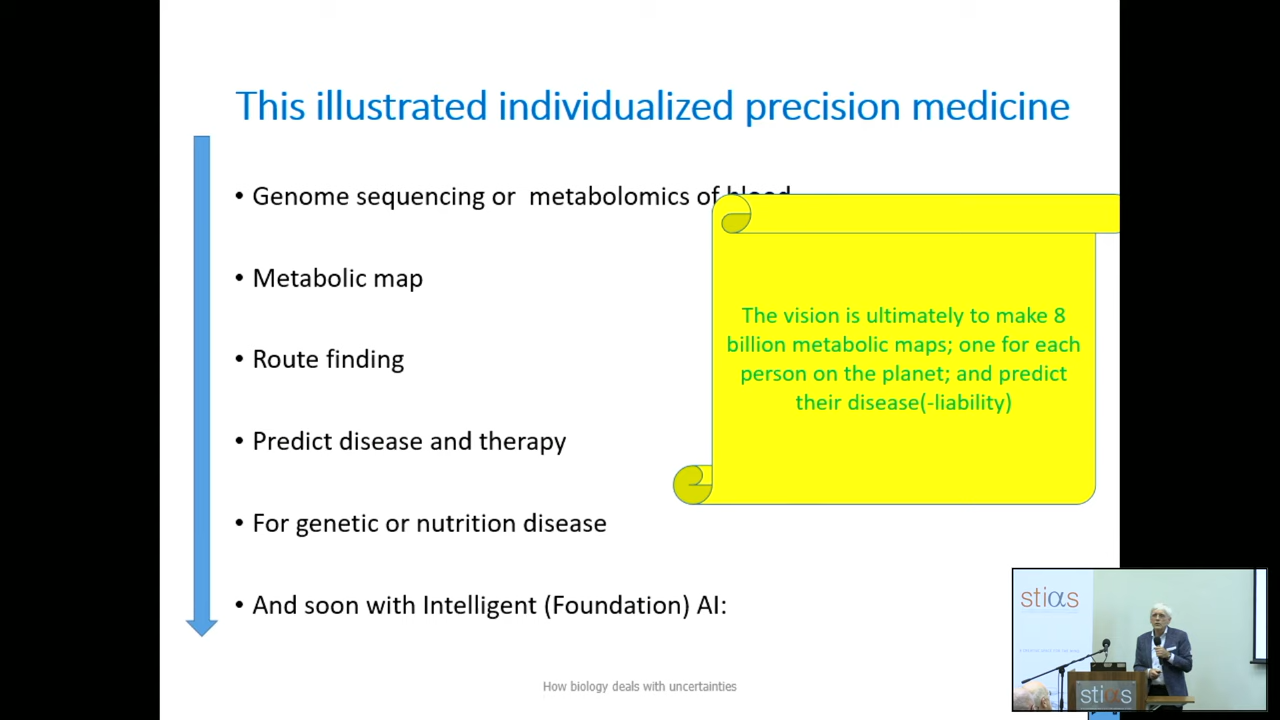 This illustrated individualized precision medicine
• Genome sequencing or metabolomics of blood
• Metabolic map
• Route finding
• Predict disease and therapy
• For genetic or nutrition disease
• And soon with Intelligent (Foundation) AI:
The vision is ultimately to make 8
billion metabolic maps; one for each
person on the planet; and predict
their disease(-liability)
How biology deals with uncertainties
stiαs
stiαs